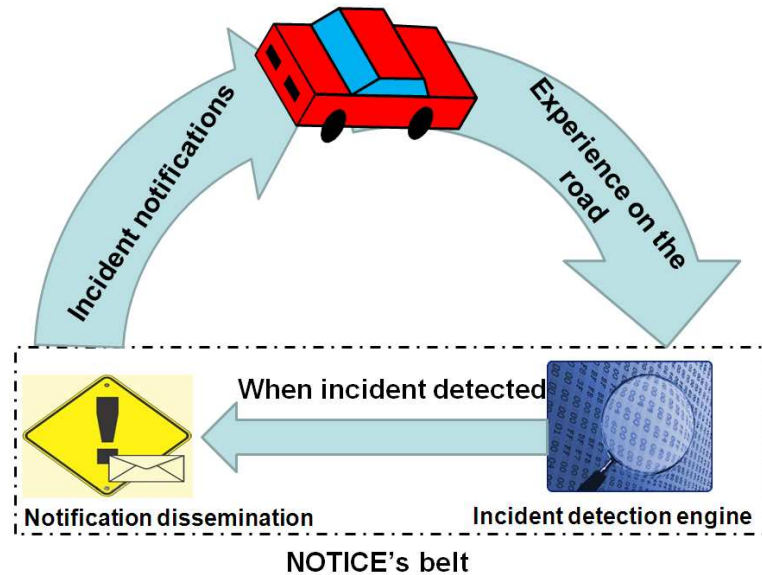 Incident notifications
Experience on the
road
When incident detected
Notification dissemination
Incident detection engine
NOTICE's belt